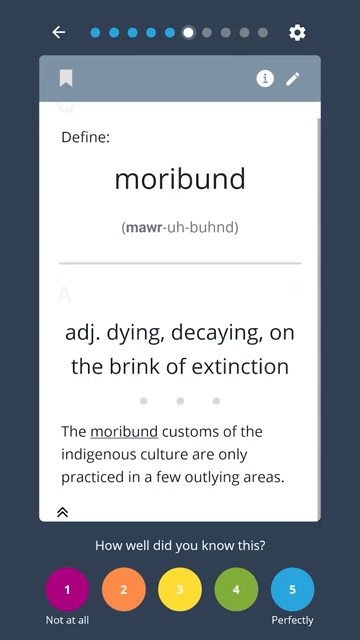 Q
Define:
moribund
(mawr-uh-buhnd)
A
adj. dying, decaying, on
the brink of extinction
The moribund customs of the
indigenous culture are only
practiced in a few outlying areas.
How well did you know this?
1 2 3 4 5
Not at all Perfectly